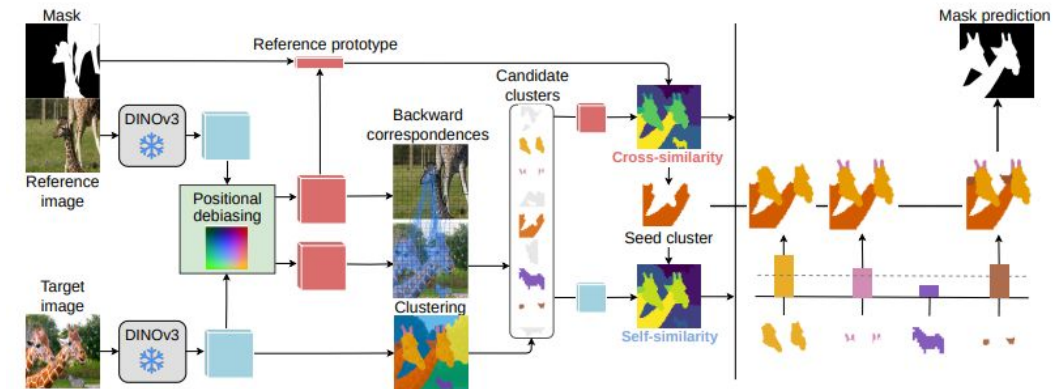 Mask
DINOv3
Reference
image
Target
image
DINOv3
Positional
debiasing
Reference prototype
Backward
correspondences
Clustering
Candidate
clusters
Cross-similarity
Seed cluster
Self-similarity
Mask prediction